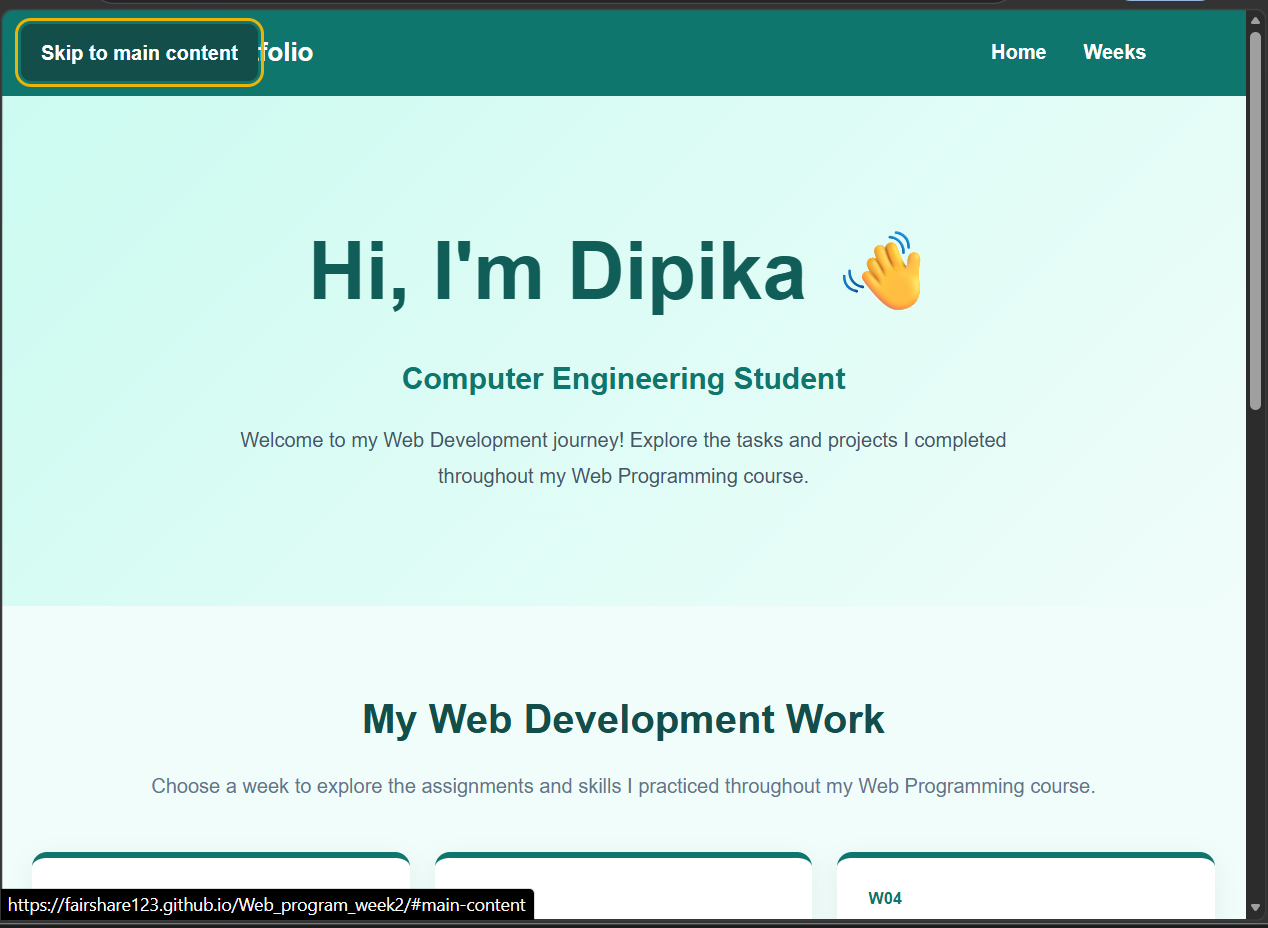 Skip to main content
folio
Home
Weeks
Hi, I'm Dipika 👋
Computer Engineering Student
Welcome to my Web Development journey! Explore the tasks and projects I completed
throughout my Web Programming course.
My Web Development Work
Choose a week to explore the assignments and skills I practiced throughout my Web Programming course.
W04
https://fairshare123.github.io/Web_program_week2/#main-content